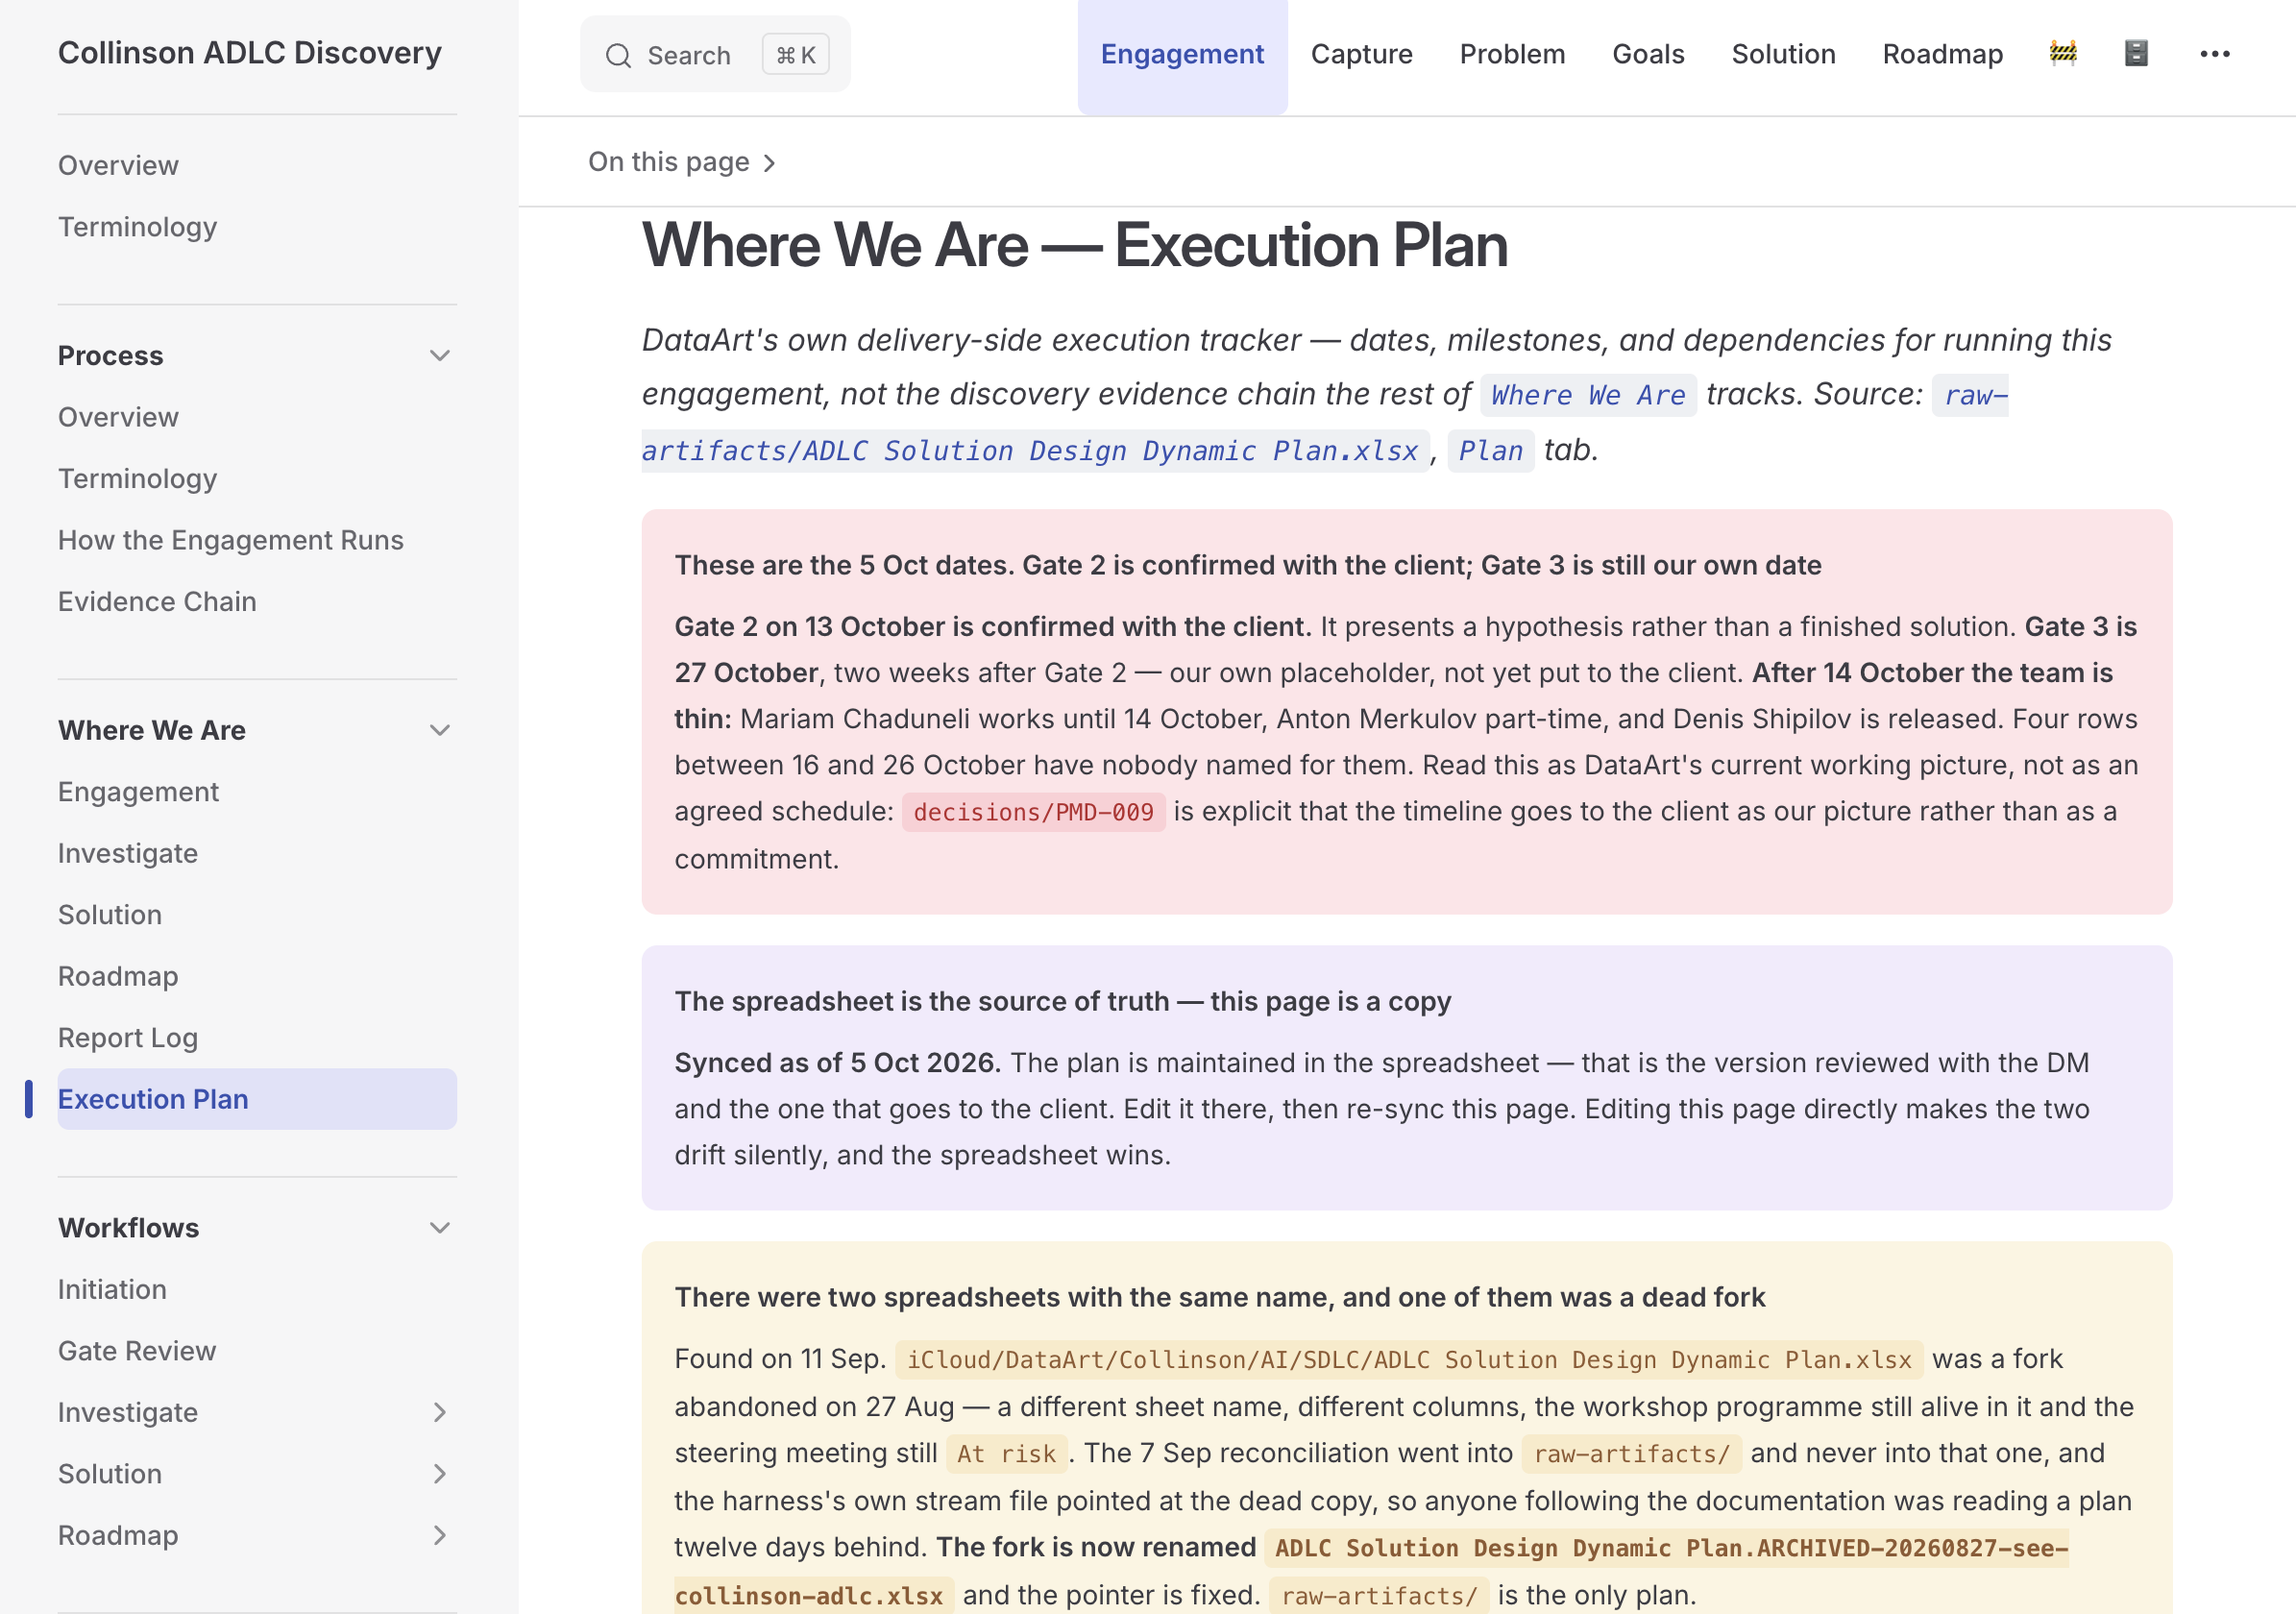 Collinson ADLC Discovery
Overview
Terminology
Process
Overview
Terminology
How the Engagement Runs
Evidence Chain
Where We Are
Engagement
Investigate
Solution
Roadmap
Report Log
Execution Plan
Workflows
Initiation
Gate Review
Investigate
Solution
Roadmap
Search ⌘ K
Engagement Capture Problem Goals Solution Roadmap
On this page
Where We Are — Execution Plan
DataArt's own delivery-side execution tracker — dates, milestones, and dependencies for running this
engagement, not the discovery evidence chain the rest of Where We Are tracks. Source: raw-
artifacts/ADLC Solution Design Dynamic Plan.xlsx, Plan tab.
These are the 5 Oct dates. Gate 2 is confirmed with the client; Gate 3 is still our own date
Gate 2 on 13 October is confirmed with the client. It presents a hypothesis rather than a finished solution. Gate 3 is
27 October, two weeks after Gate 2 — our own placeholder, not yet put to the client. After 14 October the team is
thin: Mariam Chaduneli works until 14 October, Anton Merkulov part-time, and Denis Shipilov is released. Four rows
between 16 and 26 October have nobody named for them. Read this as DataArt's current working picture, not as an
agreed schedule: decisions/PMD-009 is explicit that the timeline goes to the client as our picture rather than as a
commitment.
The spreadsheet is the source of truth — this page is a copy
Synced as of 5 Oct 2026. The plan is maintained in the spreadsheet — that is the version reviewed with the DM
and the one that goes to the client. Edit it there, then re-sync this page. Editing this page directly makes the two
drift silently, and the spreadsheet wins.
There were two spreadsheets with the same name, and one of them was a dead fork
Found on 11 Sep. iCloud/DataArt/Collinson/AI/SDLC/ADLC Solution Design Dynamic Plan.xlsx was a fork
abandoned on 27 Aug — a different sheet name, different columns, the workshop programme still alive in it and the
steering meeting still At risk. The 7 Sep reconciliation went into raw-artifacts/ and never into that one, and
the harness's own stream file pointed at the dead copy, so anyone following the documentation was reading a plan
twelve days behind. The fork is now renamed ADLC Solution Design Dynamic Plan.ARCHIVED-20260827-see-
collinson-adlc.xlsx and the pointer is fixed. raw-artifacts/ is the only plan.